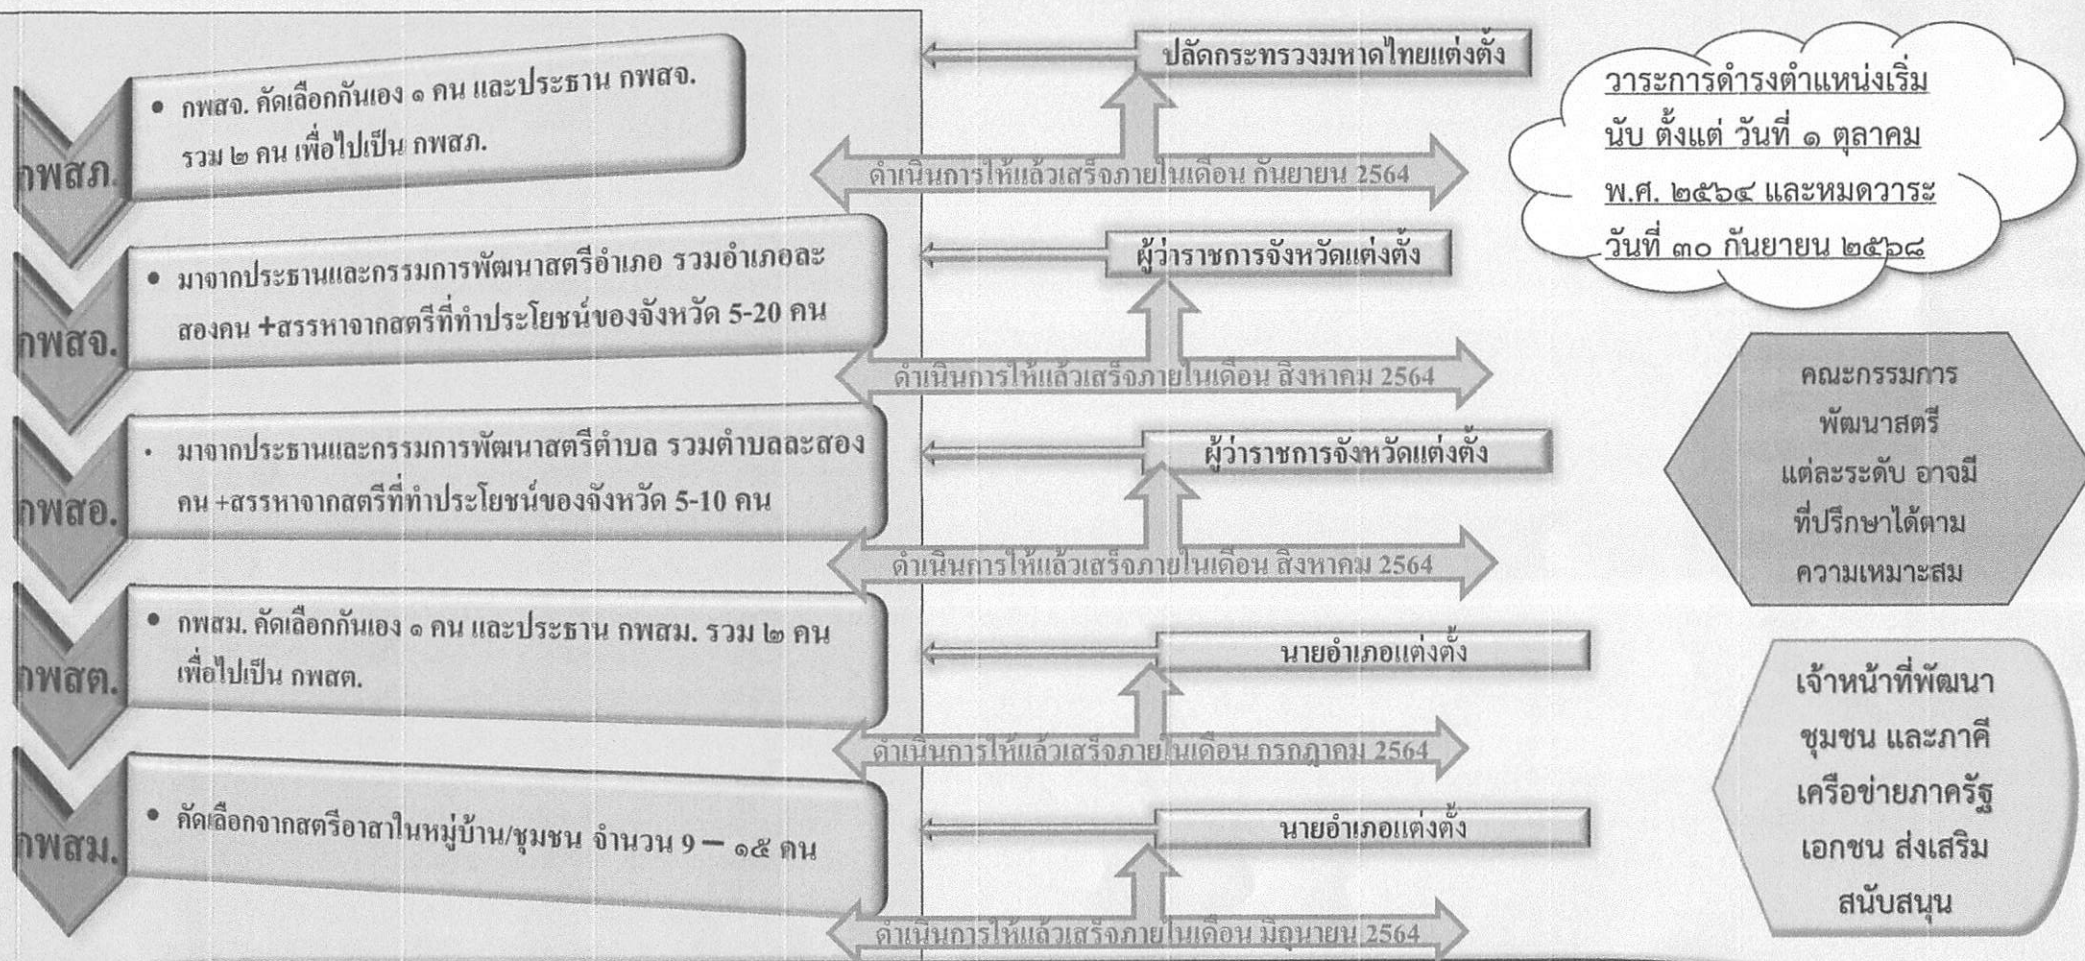 กพสภ.
• กพสจ. คัดเลือกกันเอง ๑ คน และประธาน กพสจ.
รวม ๒ คน เพื่อไปเป็น กพสภ.
ปลัดกระทรวงมหาดไทยแต่งตั้ง
ดำเนินการให้แล้วเสร็จภายในเดือน กันยายน 2564
กพสจ.
• มาจากประธานและกรรมการพัฒนาสตรีอำเภอ รวมอำเภอละ
สองคน +สรรหาจากสตรีที่ทำประโยชน์ของจังหวัด 5-20 คน
ผู้ว่าราชการจังหวัดแต่งตั้ง
ดำเนินการให้แล้วเสร็จภายในเดือน สิงหาคม 2564
กพสอ.
• มาจากประธานและกรรมการพัฒนาสตรีตำบล รวมตำบลละสอง
คน +สรรหาจากสตรีที่ทำประโยชน์ของจังหวัด 5-10 คน
ผู้ว่าราชการจังหวัดแต่งตั้ง
ดำเนินการให้แล้วเสร็จภายในเดือน สิงหาคม 2564
กพสต.
• กพสม. คัดเลือกกันเอง ๑ คน และประธาน กพสม. รวม ๒ คน
เพื่อไปเป็น กพสต.
นายอำเภอแต่งตั้ง
ดำเนินการให้แล้วเสร็จภายในเดือน กรกฎาคม 2564
กพสม.
• คัดเลือกจากสตรีอาสาในหมู่บ้าน/ชุมชน จำนวน 9 – ๑๕ คน
นายอำเภอแต่งตั้ง
ดำเนินการให้แล้วเสร็จภายในเดือน มิถุนายน 2564
วาระการดำรงตำแหน่งเริ่ม
นับ ตั้งแต่ วันที่ ๑ ตุลาคม
พ.ศ. ๒๕๖๔ และหมดวาระ
วันที่ ๓๐ กันยายน ๒๕๖๘
คณะกรรมการ
พัฒนาสตรี
แต่ละระดับ อาจมี
ที่ปรึกษาได้ตาม
ความเหมาะสม
เจ้าหน้าที่พัฒนา
ชุมชน และภาคี
เครือข่ายภาครัฐ
เอกชน ส่งเสริม
สนับสนุน